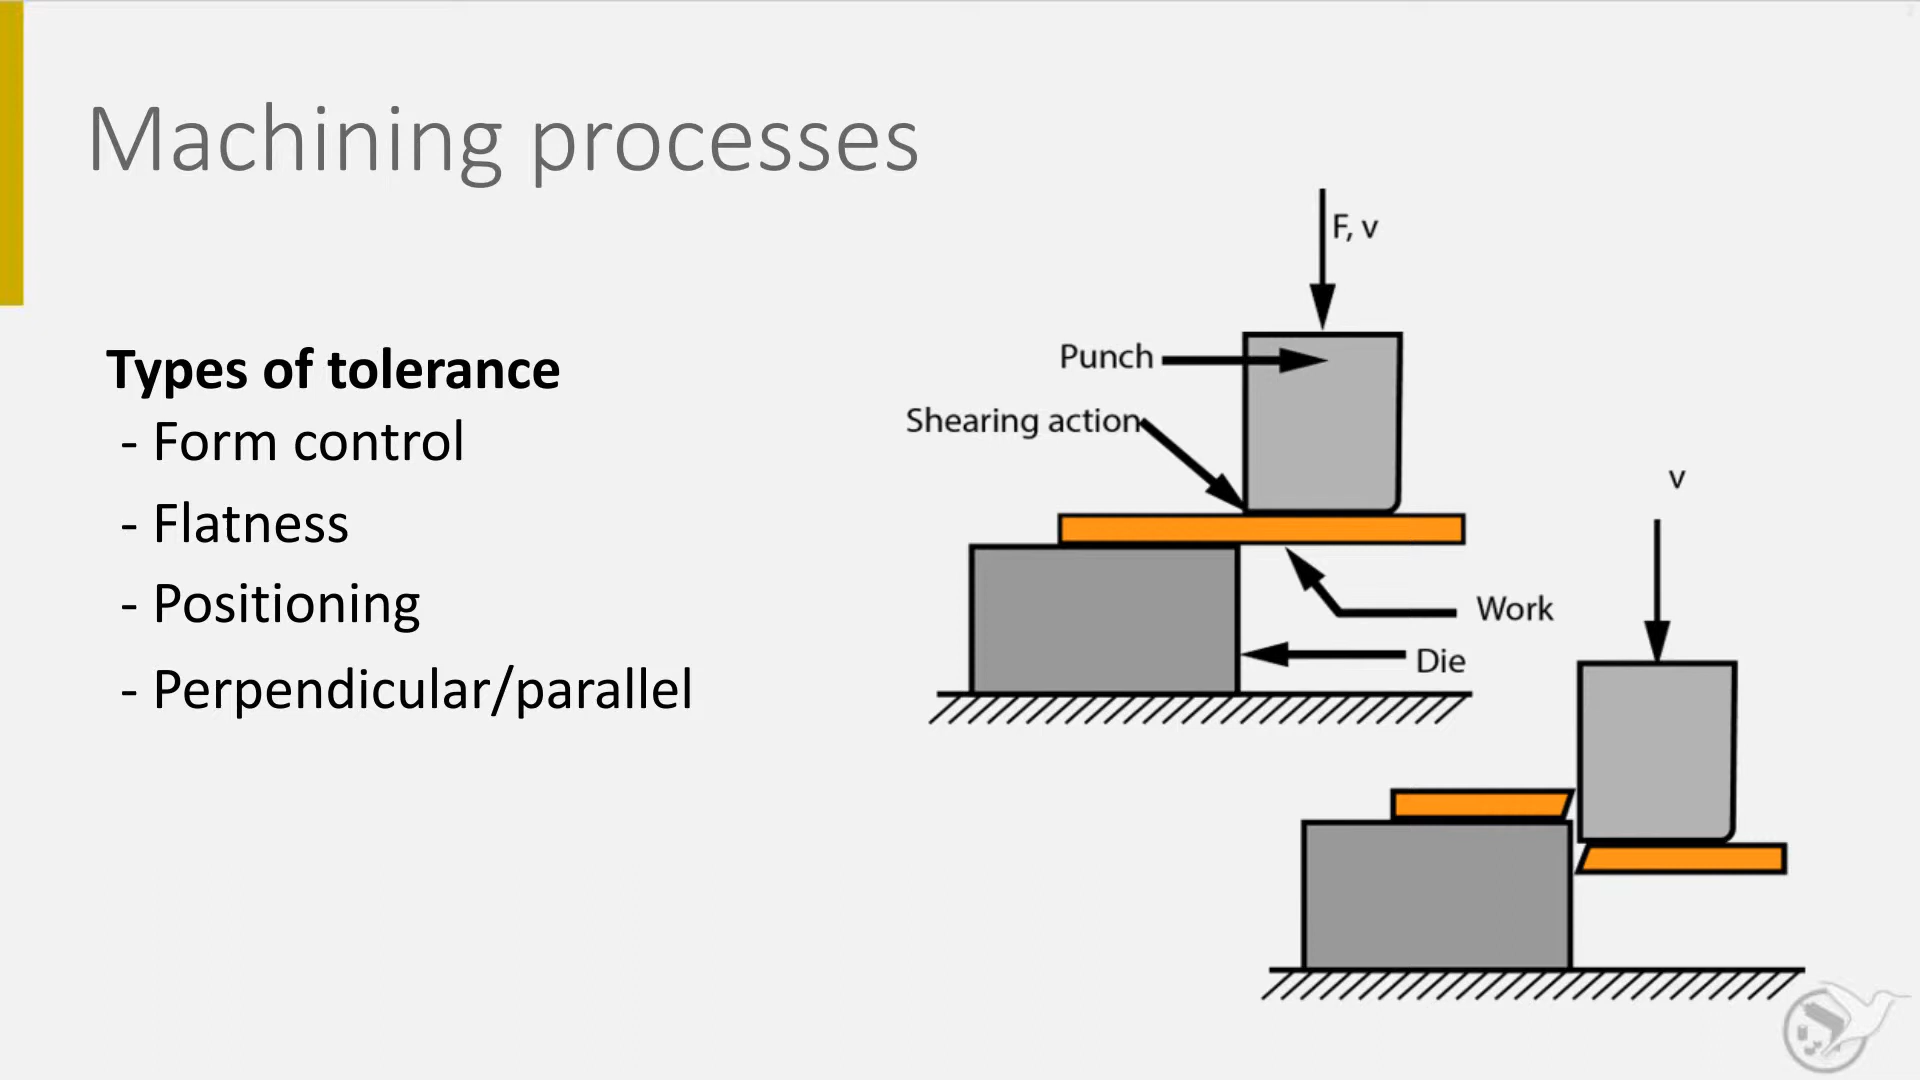 Machining processes
Types of tolerance
- Form control
- Flatness
- Positioning
- Perpendicular/parallel
F, v
Punch
Shearing action
Work
Die
v